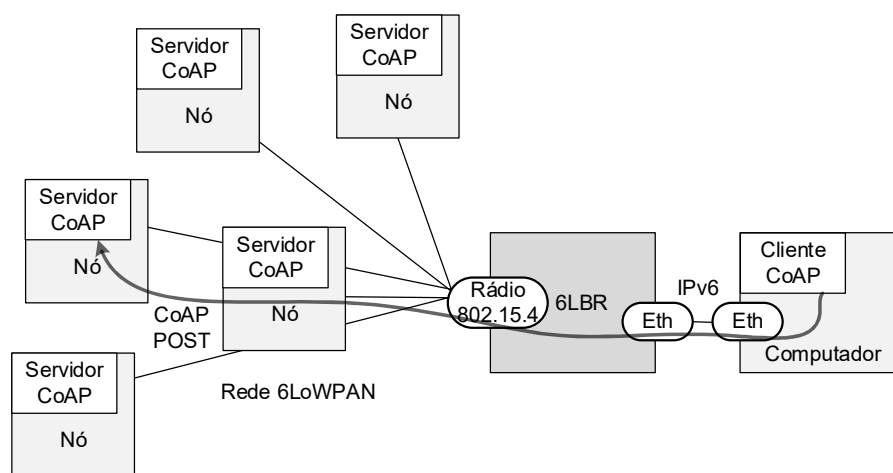 Servidor
CoAP
Nó
Servidor
CoAP
Nó
Servidor
CoAP
Nó
Servidor
CoAP
Nó
CoAP
POST
Servidor
CoAP
Nó
Rede 6LoWPAN
Rádio
802.15.4
6LBR
Eth
IPv6
Eth
Cliente
CoAP
Computador